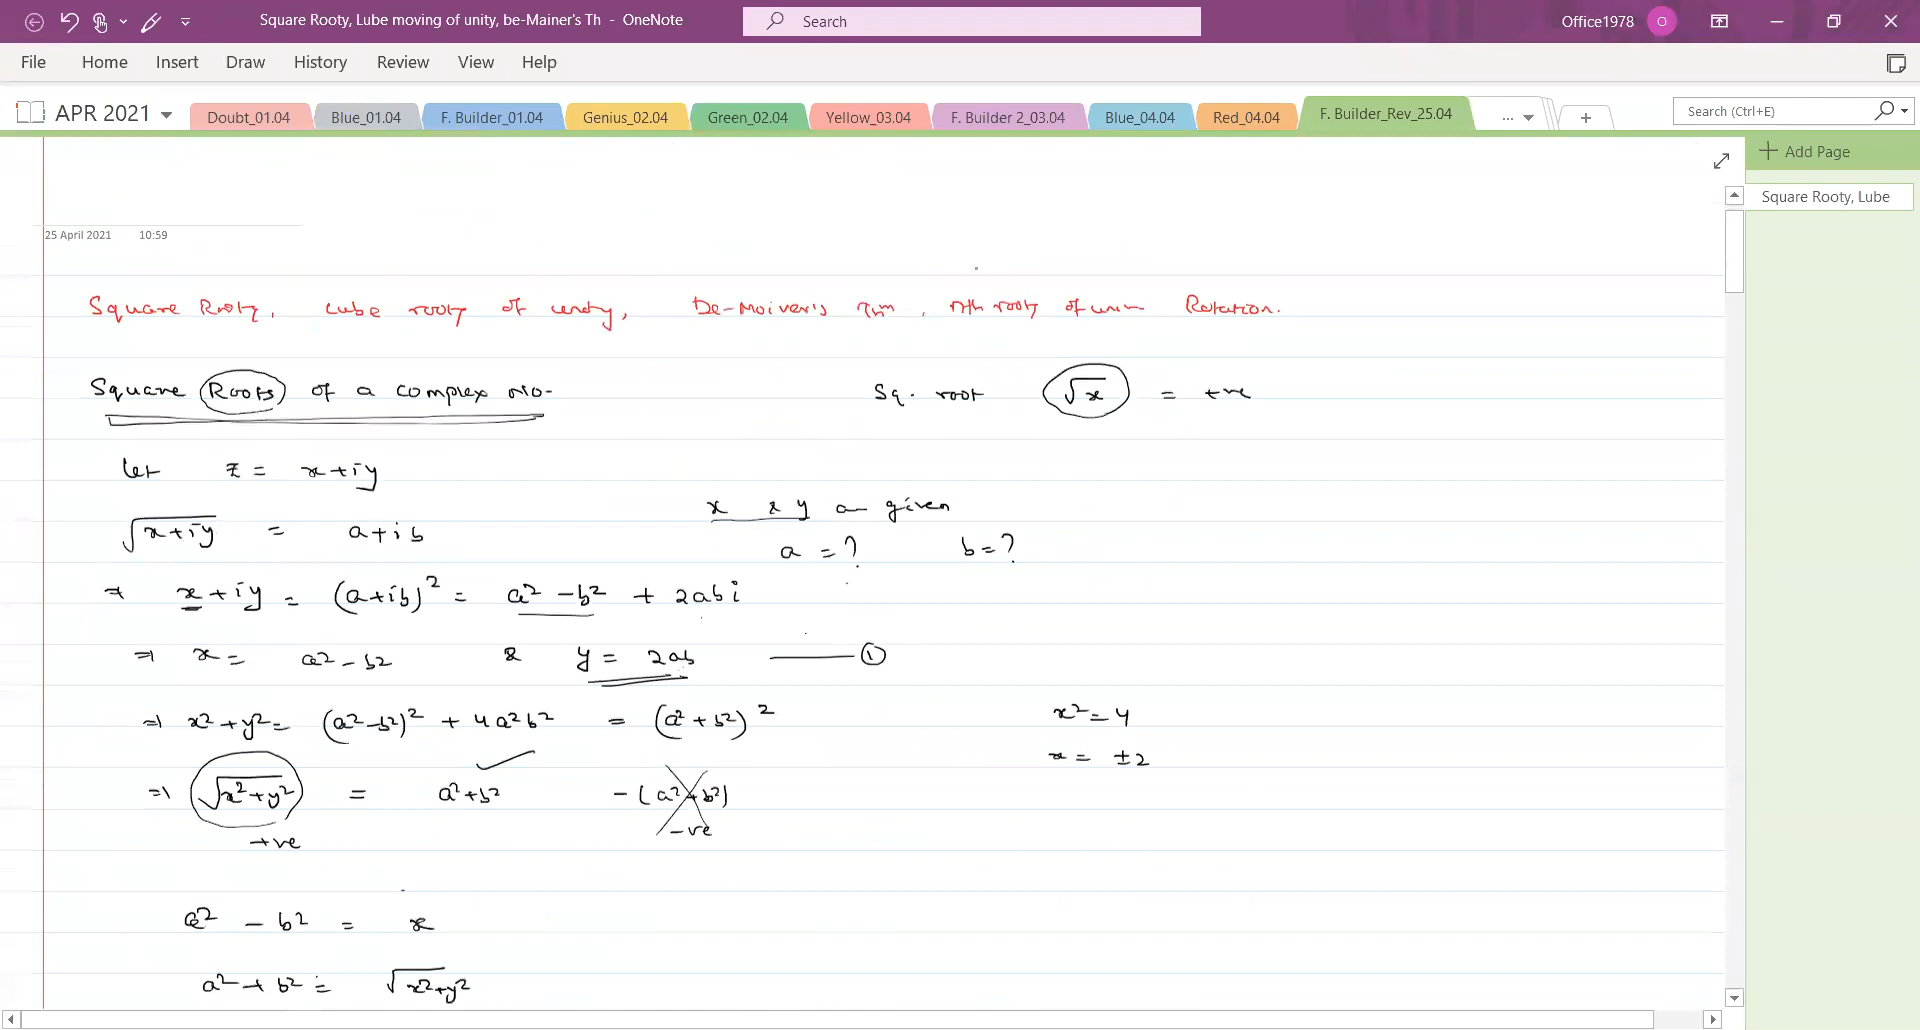 Square Rooty, Lube moving of unity, be-Mainer's Th - OneNote
Search
Office1978
O
File Home Insert Draw History Review View Help
APR 2021
Doubt_01.04 Blue_01.04 F. Builder_01.04 Genius_02.04 Green_02.04 Yellow_03.04 F. Builder 2_03.04 Blue_04.04 Red_04.04 F. Builder_Rev_25.04 ... +
Search (Ctrl+E)
+ Add Page
Square Rooty, Lube
25 April 2021 10:59
Square Roots, cube roots of unity, De-Moiver's Thm, nth roots of Rotation.
Square Roots of a complex no.
Sq. root √x = +ve
let z = x+iy
√(x+iy) = a+ib
x & y are given
a = ? b = ?
⇒ x+iy = (a+ib)² = a²-b² + 2abi
⇒ x = a²-b² & y = 2ab ——— ①
⇒ x²+y² = (a²-b²)² + 4a²b² = (a²+b²)²
x² = 4
x = ±2
⇒ √(x²+y²) = a²+b² -(a²+b²)
+ve -ve
a² - b² = x
a² + b² = √(x²+y²)